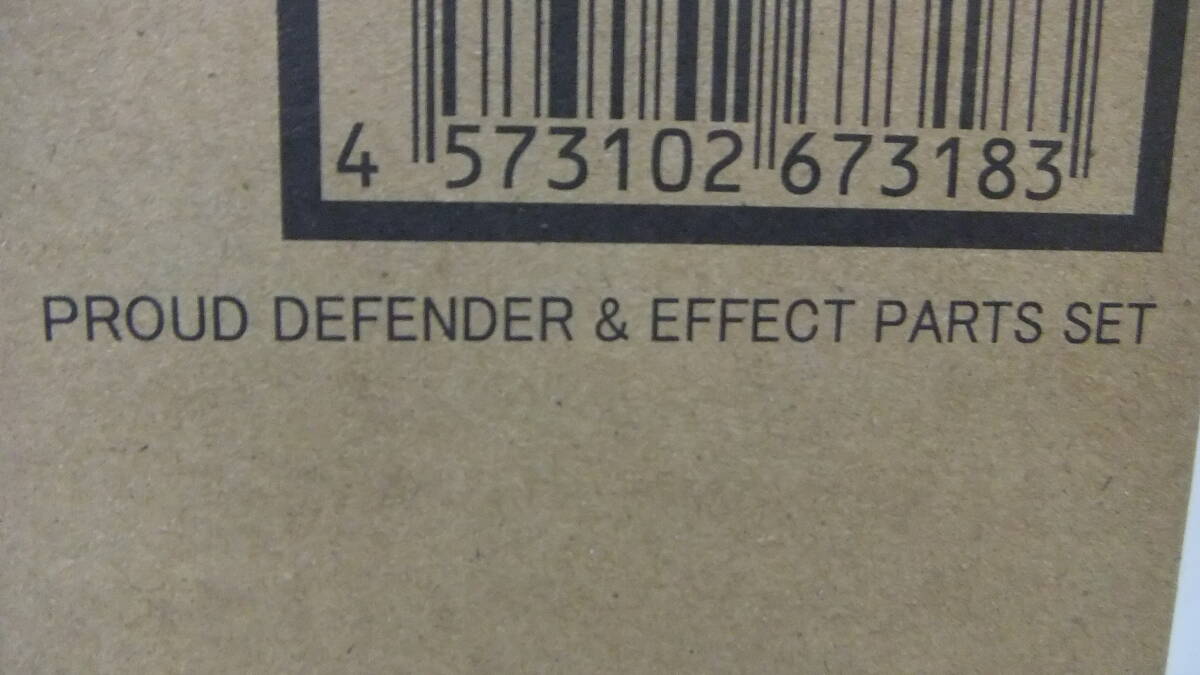 4 573102 673183
PROUD DEFENDER & EFFECT PARTS SET